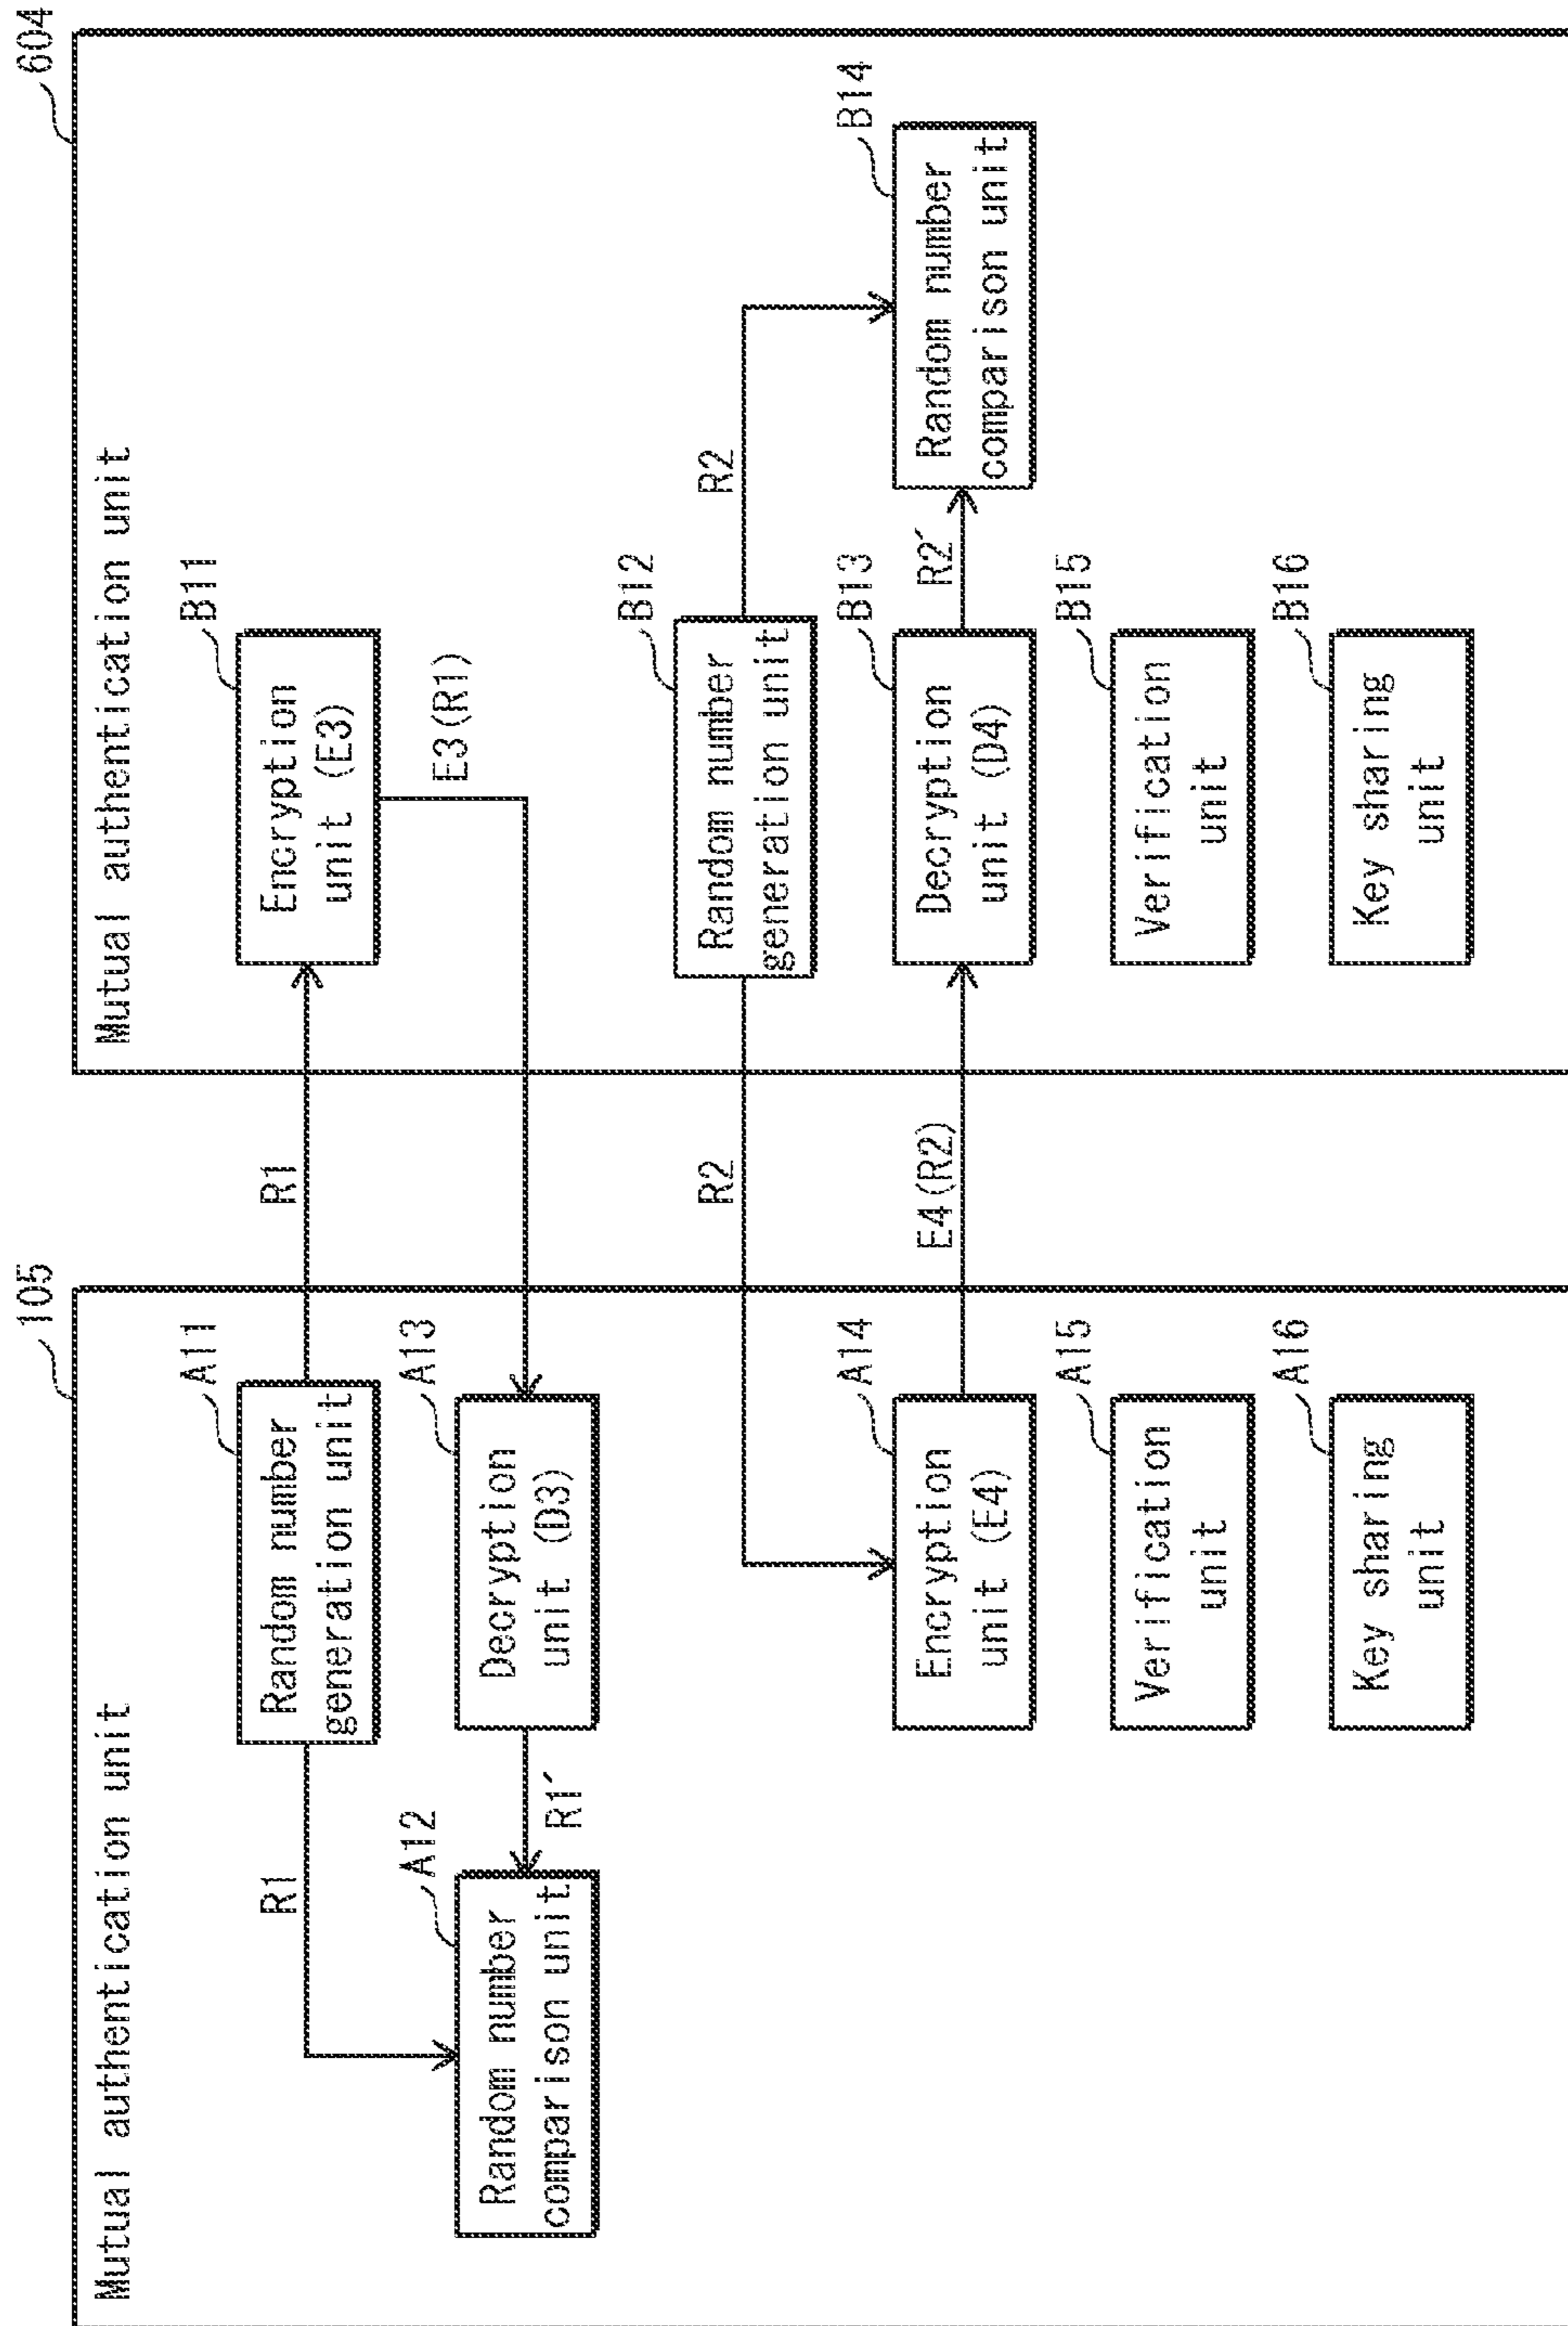 105
Mutual authentication unit
A11
Random number
generation unit
R1
R1
A12
Random number
comparison unit
R1´
A13
Decryption
unit (D3)
R2
A14
Encryption
unit (E4)
E4(R2)
A15
Verification
unit
A16
Key sharing
unit
604
Mutual authentication unit
B11
Encryption
unit (E3)
E3(R1)
B12
Random number
generation unit
R2
B13
Decryption
unit (D4)
R2´
B14
Random number
comparison unit
B15
Verification
unit
B16
Key sharing
unit